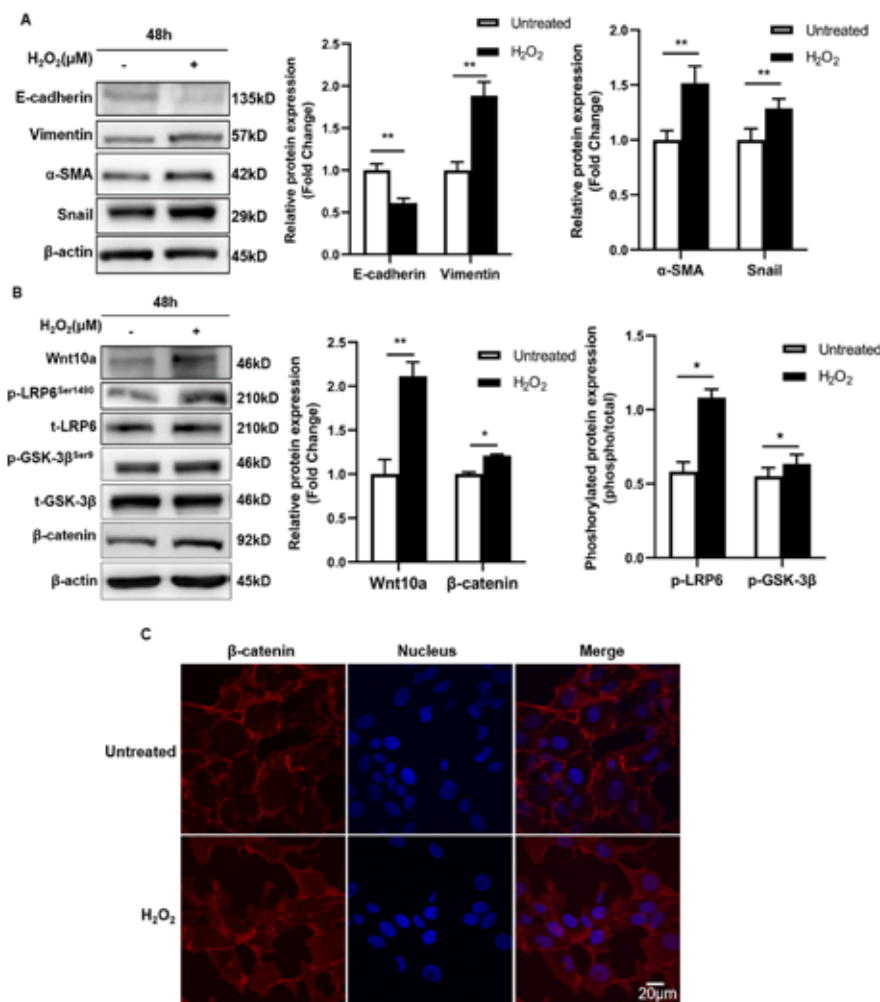 A
48h
H₂O₂(µM)
- +
E-cadherin 135kD
Vimentin 57kD
α-SMA 42kD
Snail 29kD
β-actin 45kD
Relative protein expression
(Fold Change)
2.5
2.0
1.5
1.0
0.5
0.0
Untreated
H₂O₂
**
**
E-cadherin Vimentin
Relative protein expression
(Fold Change)
2.0
1.5
1.0
0.5
0.0
Untreated
H₂O₂
**
**
α-SMA Snail
B
48h
H₂O₂(µM)
- +
Wnt10a 46kD
p-LRP6Ser1490 210kD
t-LRP6 210kD
p-GSK-3βSer9 46kD
t-GSK-3β 46kD
β-catenin 92kD
β-actin 45kD
Relative protein expression
(Fold Change)
2.5
2.0
1.5
1.0
0.5
0.0
Untreated
H₂O₂
**
*
Wnt10a β-catenin
Phoshorylated protein expression
(phospho/total)
1.5
1.0
0.5
0.0
Untreated
H₂O₂
*
*
p-LRP6 p-GSK-3β
C
β-catenin Nucleus Merge
Untreated
H₂O₂
20µm